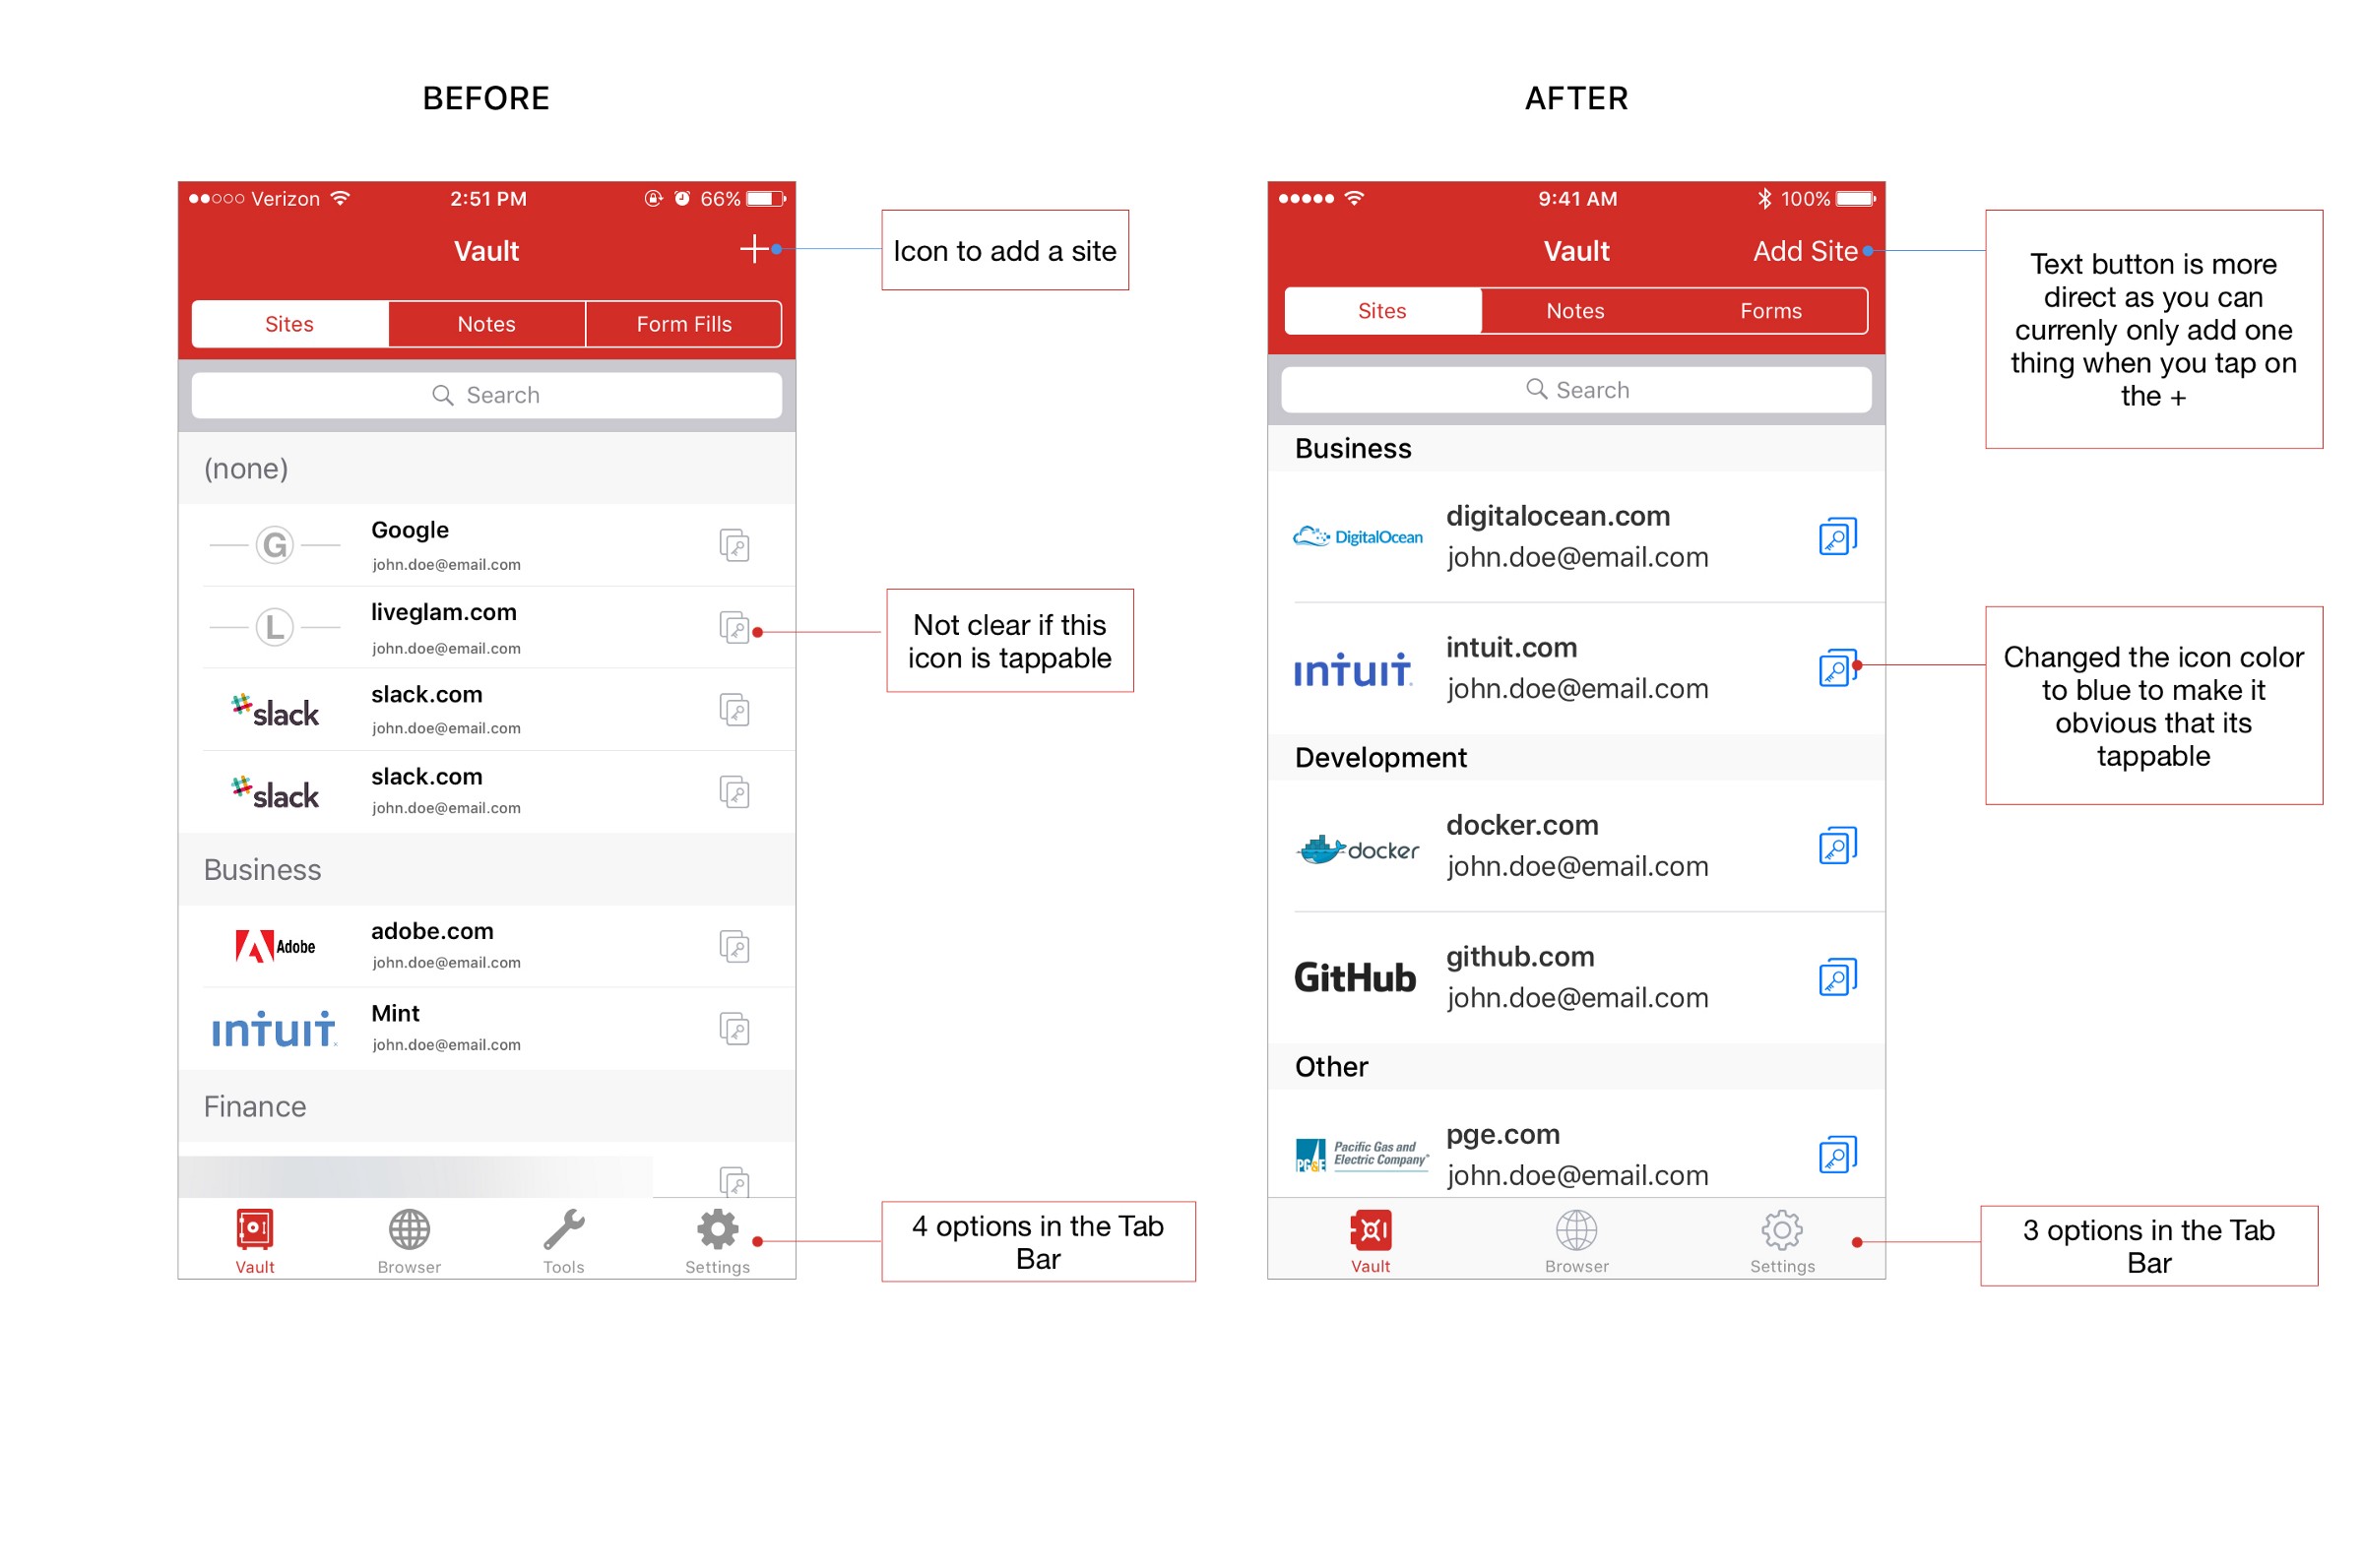 BEFORE
Verizon
2:51 PM
66%
Vault
Sites
Notes
Form Fills
Search
(none)
G
Google
john.doe@email.com
L
liveglam.com
john.doe@email.com
slack
slack.com
john.doe@email.com
slack
slack.com
john.doe@email.com
Business
Adobe
adobe.com
john.doe@email.com
intuit
Mint
john.doe@email.com
Finance
Vault
Browser
Tools
Settings
Icon to add a site
Not clear if this
icon is tappable
4 options in the Tab
Bar
AFTER
9:41 AM
100%
Vault
Add Site
Sites
Notes
Forms
Search
Business
DigitalOcean
digitalocean.com
john.doe@email.com
intuit
intuit.com
john.doe@email.com
Development
docker
docker.com
john.doe@email.com
GitHub
github.com
john.doe@email.com
Other
PG&E
Pacific Gas and
Electric Company
pge.com
john.doe@email.com
Vault
Browser
Settings
Text button is more
direct as you can
currenly only add one
thing when you tap on
the +
Changed the icon color
to blue to make it
obvious that its
tappable
3 options in the Tab
Bar